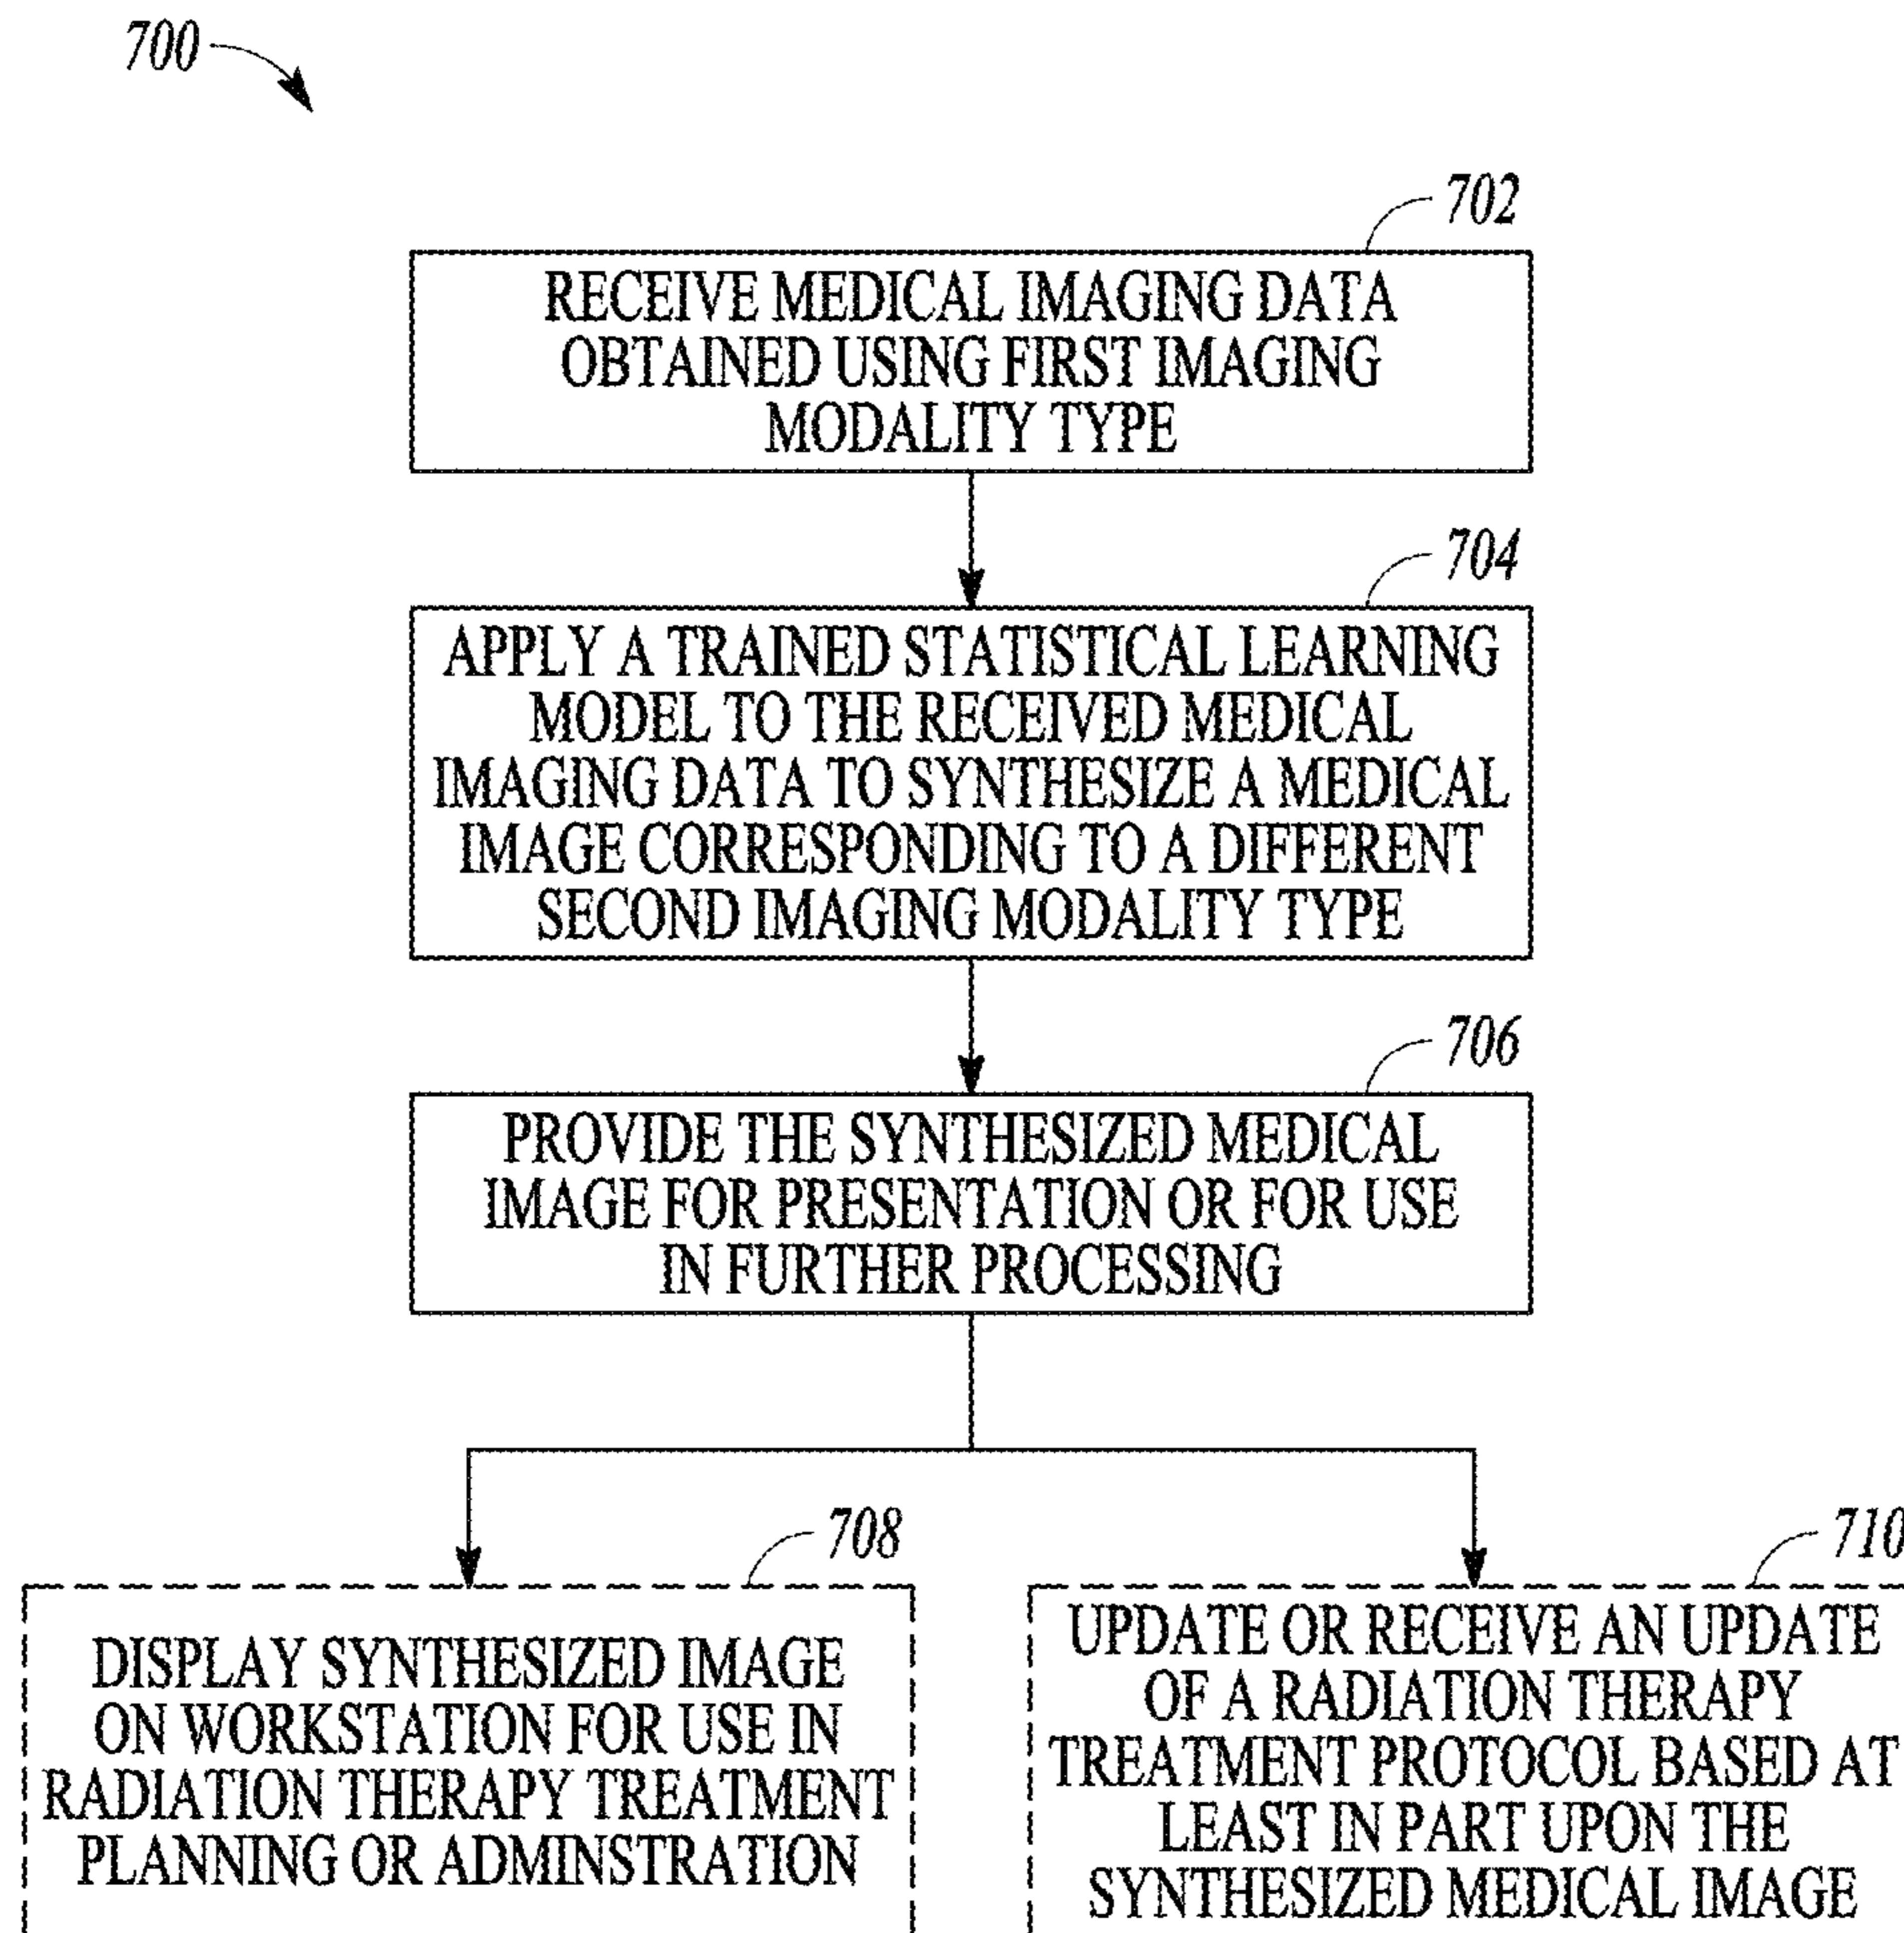 700
702
RECEIVE MEDICAL IMAGING DATA
OBTAINED USING FIRST IMAGING
MODALITY TYPE
704
APPLY A TRAINED STATISTICAL LEARNING
MODEL TO THE RECEIVED MEDICAL
IMAGING DATA TO SYNTHESIZE A MEDICAL
IMAGE CORRESPONDING TO A DIFFERENT
SECOND IMAGING MODALITY TYPE
706
PROVIDE THE SYNTHESIZED MEDICAL
IMAGE FOR PRESENTATION OR FOR USE
IN FURTHER PROCESSING
708
DISPLAY SYNTHESIZED IMAGE
ON WORKSTATION FOR USE IN
RADIATION THERAPY TREATMENT
PLANNING OR ADMINSTRATION
710
UPDATE OR RECEIVE AN UPDATE
OF A RADIATION THERAPY
TREATMENT PROTOCOL BASED AT
LEAST IN PART UPON THE
SYNTHESIZED MEDICAL IMAGE